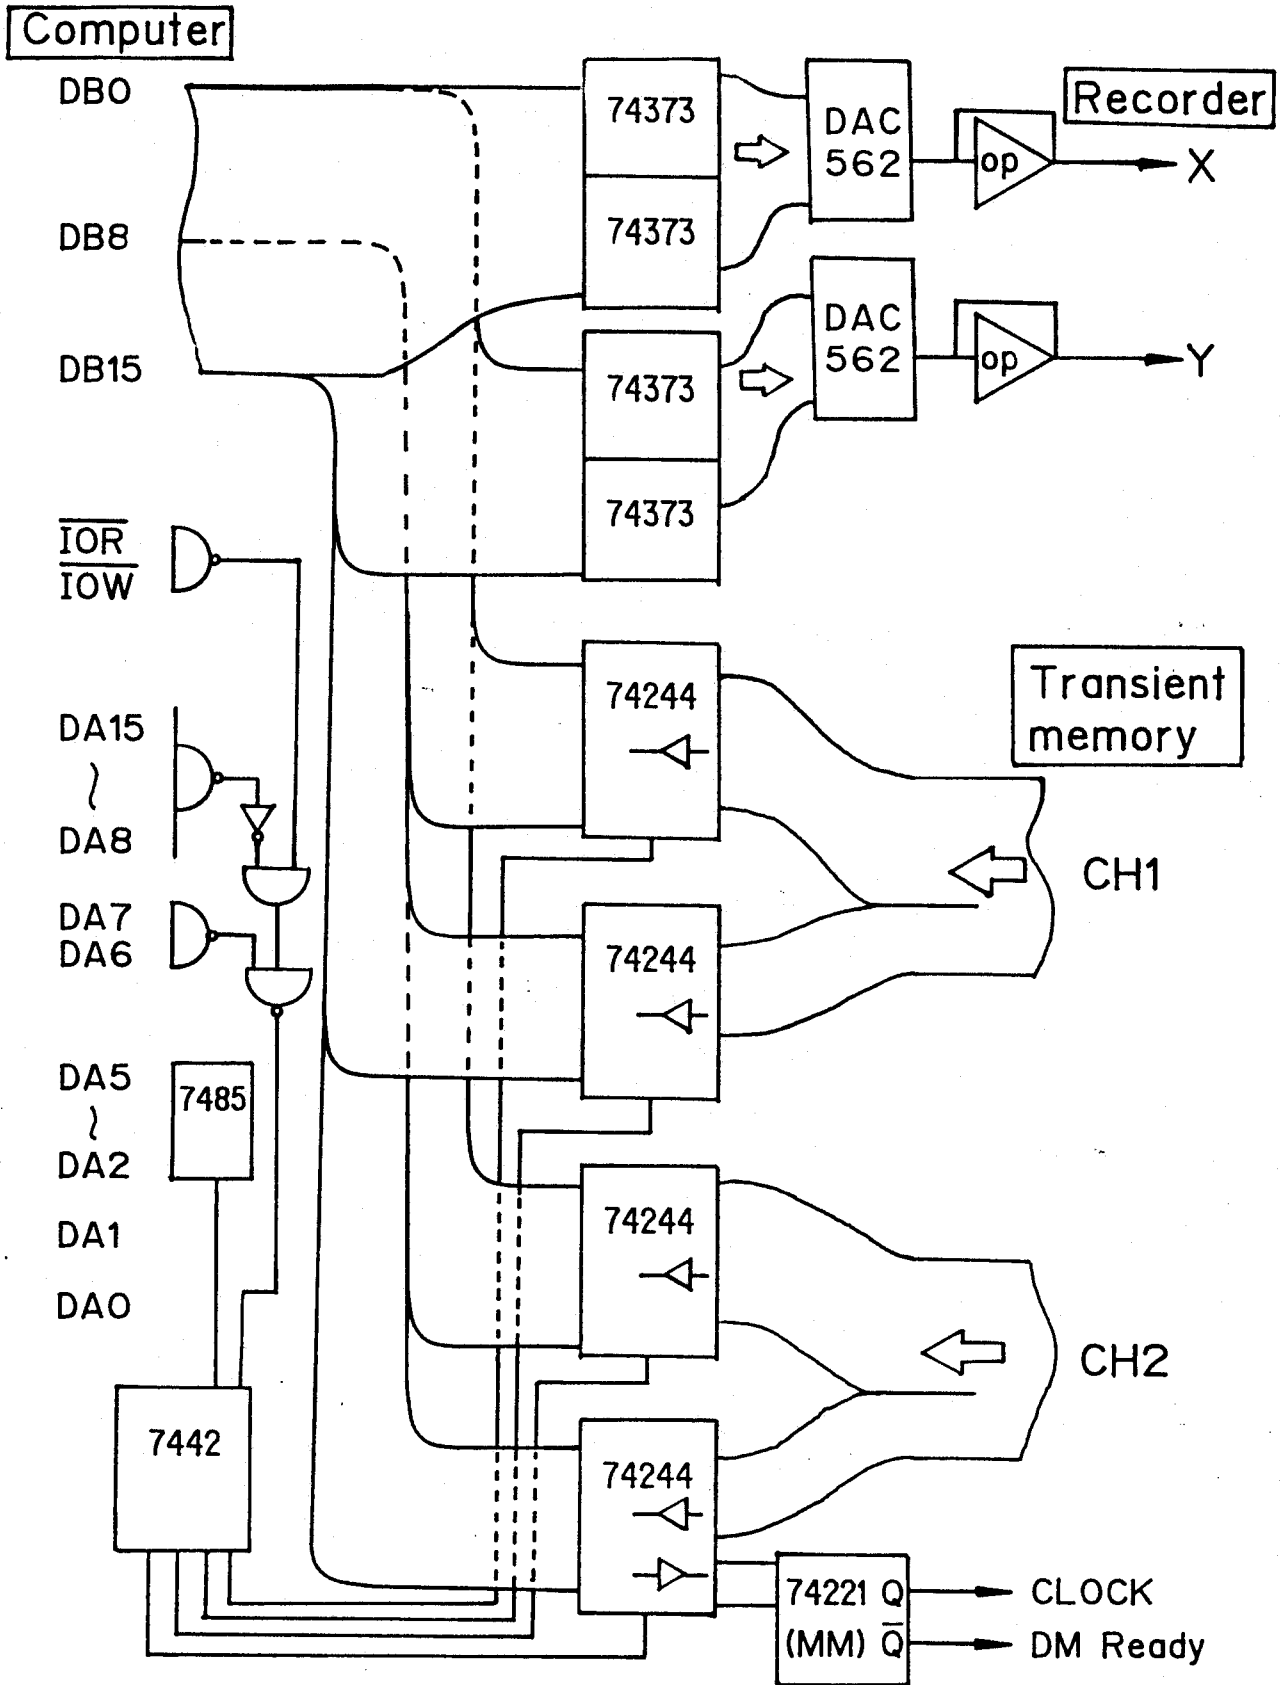 Computer
DB0
DB8
DB15
IOR
IOW
DA15
~
DA8
DA7
DA6
DA5
~
DA2
DA1
DA0
7485
7442
74373
74373
74373
74373
DAC
562
DAC
562
op
op
Recorder
X
Y
74244
74244
74244
74244
Transient
memory
CH1
CH2
74221 Q
(MM) Q̅
CLOCK
DM Ready